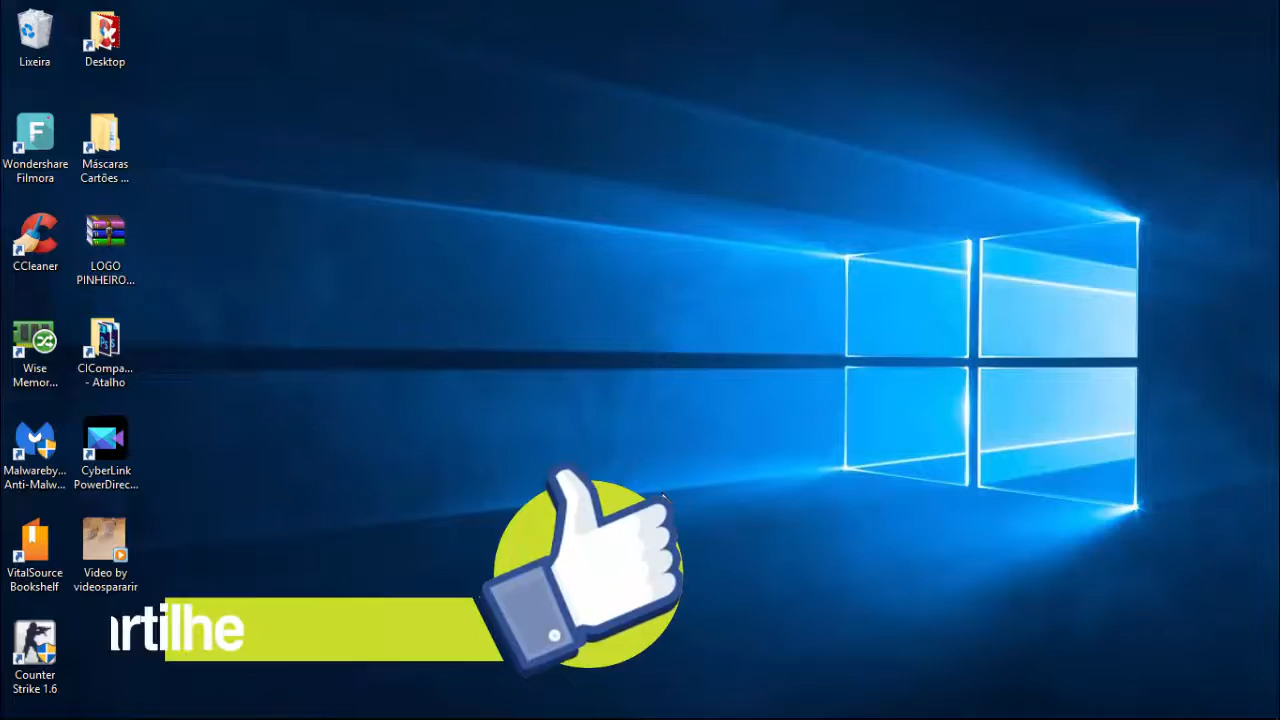 Lixeira
Desktop
Wondershare
Filmora
Máscaras
Cartões ...
CCleaner
LOGO
PINHEIRO...
Wise
Memor...
CICompa...
- Atalho
Malwareby...
Anti-Malw...
CyberLink
PowerDirec...
VitalSource
Bookshelf
Video by
videospararir
artilhe
Counter
Strike 1.6